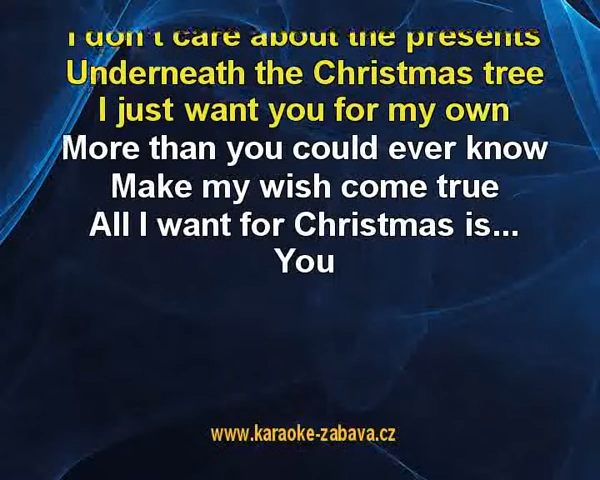 I don't care about the presents
Underneath the Christmas tree
I just want you for my own
More than you could ever know
Make my wish come true
All I want for Christmas is...
You
www.karaoke-zabava.cz